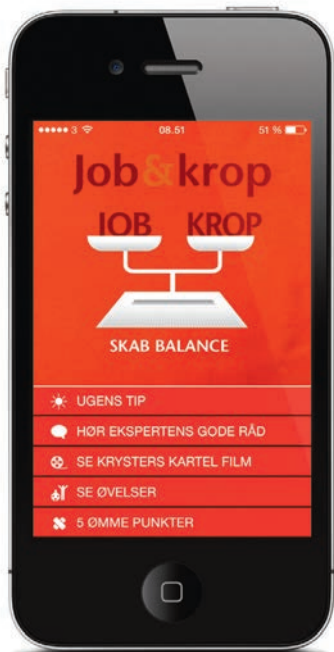 3 08.51 51 %
Job&krop
JOB KROP
SKAB BALANCE
UGENS TIP
HØR EKSPERTENS GODE RÅD
SE KRYSTERS KARTEL FILM
SE ØVELSER
5 ØMME PUNKTER